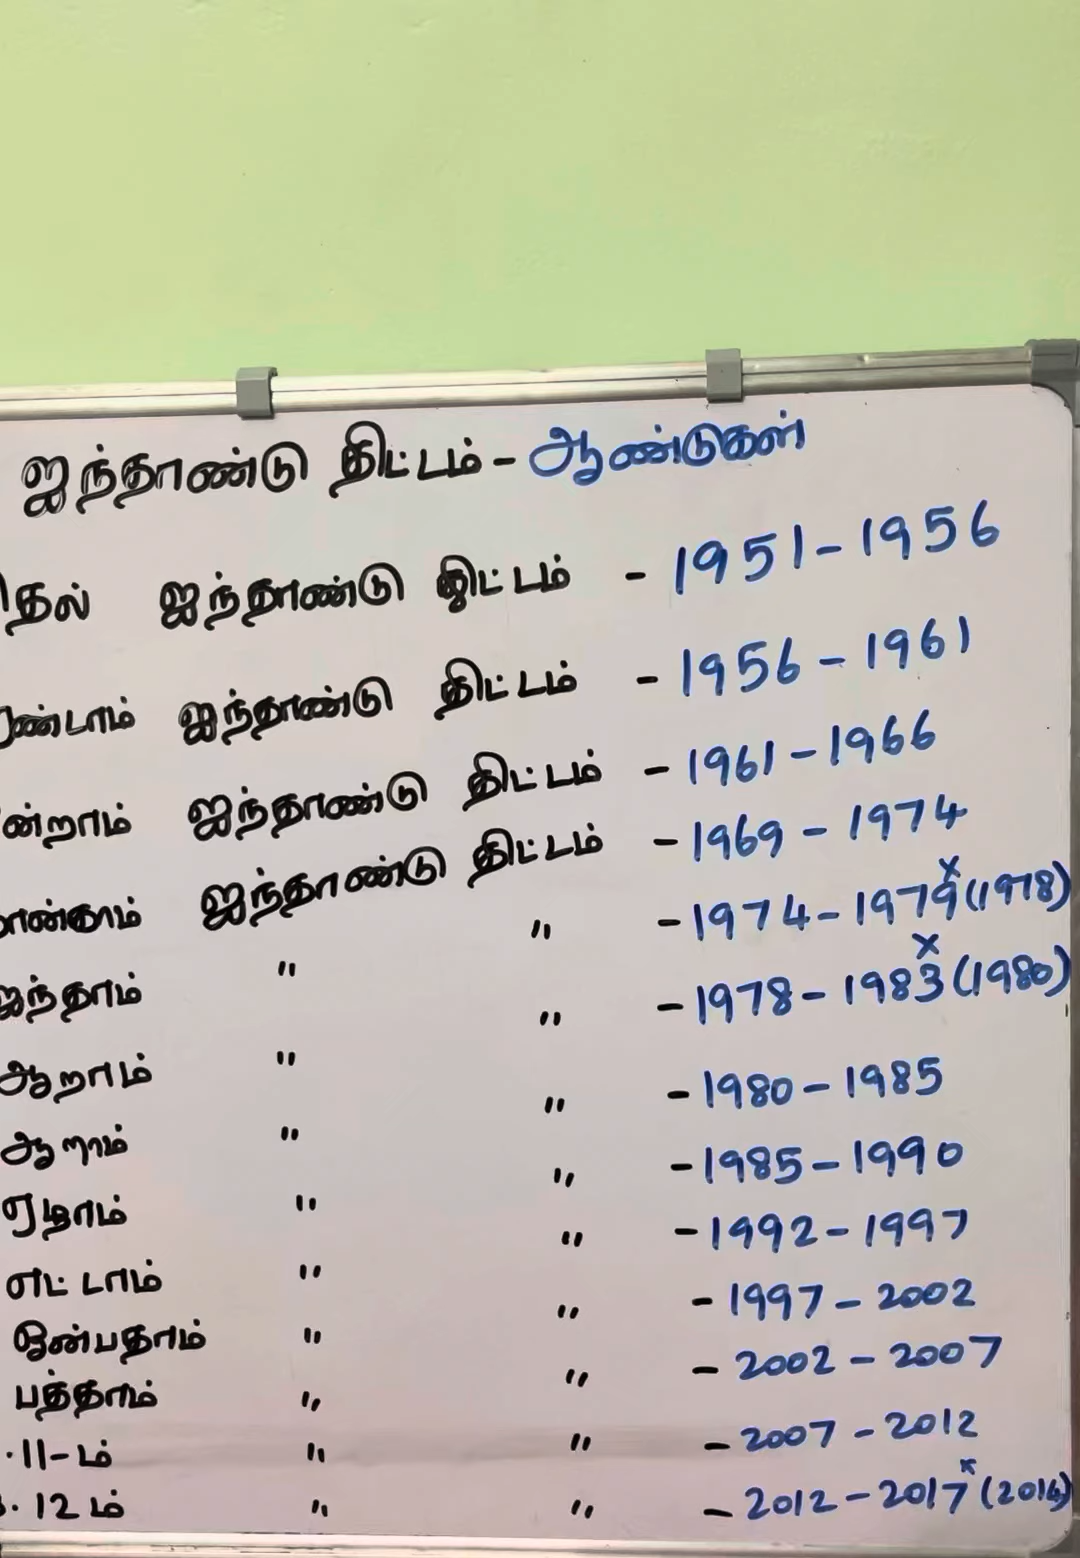 ஐந்தாண்டு திட்டம் - ஆண்டுகள்
தல் ஐந்தாண்டு திட்டம் - 1951-1956
ரண்டாம் ஐந்தாண்டு திட்டம் - 1956-1961
ன்றாம் ஐந்தாண்டு திட்டம் - 1961-1966
ான்காம் ஐந்தாண்டு திட்டம் - 1969-1974
ஐந்தாம் " " - 1974-1979 x (1978)
ஆறாம் " " - 1978-1983 x (1980)
ஆறாம் " " - 1980-1985
ஏழாம் " " - 1985-1990
எட்டாம் " " - 1992-1997
ஒன்பதாம் " " - 1997-2002
பத்தாம் " " - 2002-2007
.11-ம் " " - 2007-2012
. 12 ம் " " - 2012-2017 x (2014)